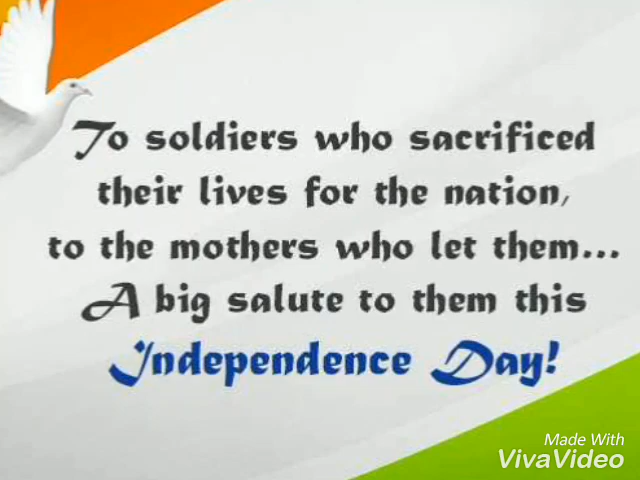 To soldiers who sacrificed
their lives for the nation,
to the mothers who let them...
A big salute to them this
Independence Day!
Made With
VivaVideo